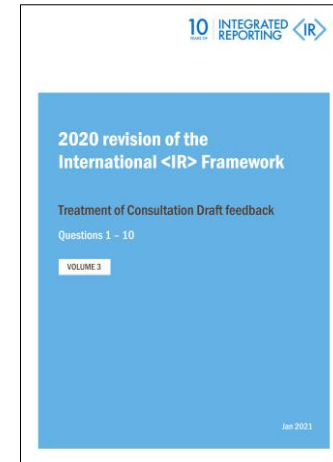 10 YEARS OF INTEGRATED REPORTING <IR>
2020 revision of the
International <IR> Framework
Treatment of Consultation Draft feedback
Questions 1 – 10
VOLUME 3
Jan 2021